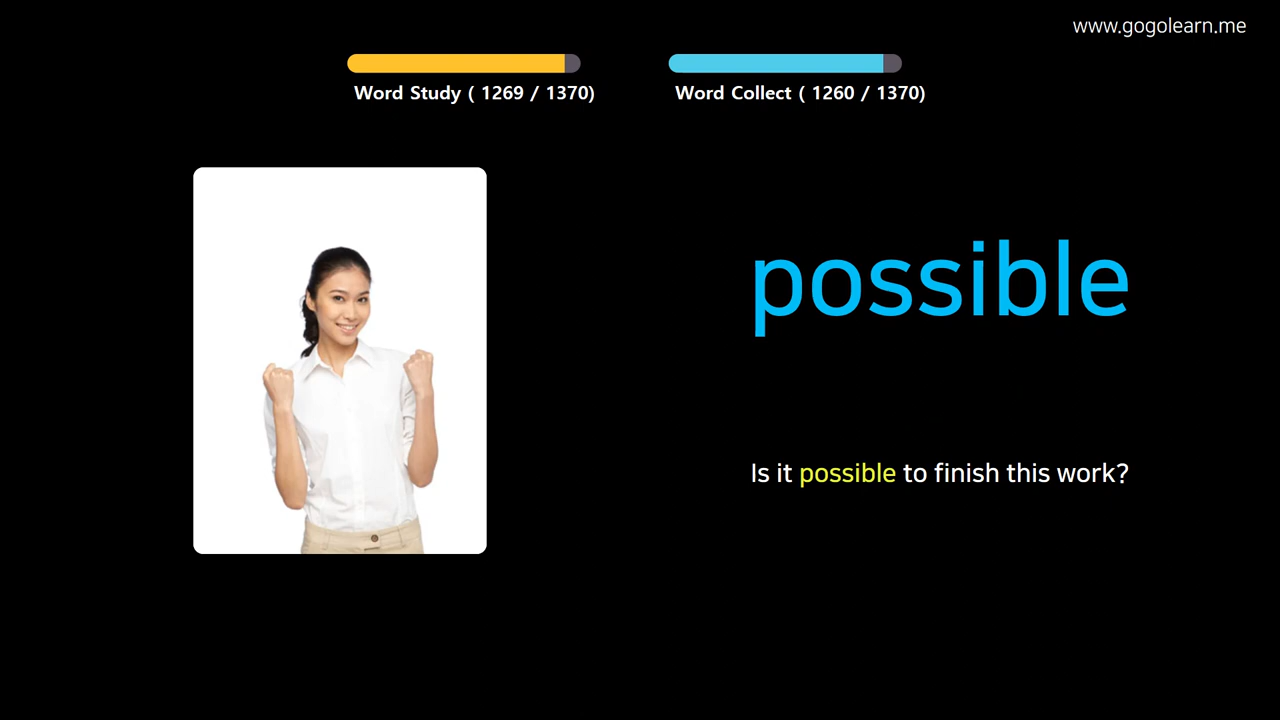 www.gogolearn.me
Word Study ( 1269 / 1370)
Word Collect ( 1260 / 1370)
possible
Is it possible to finish this work?